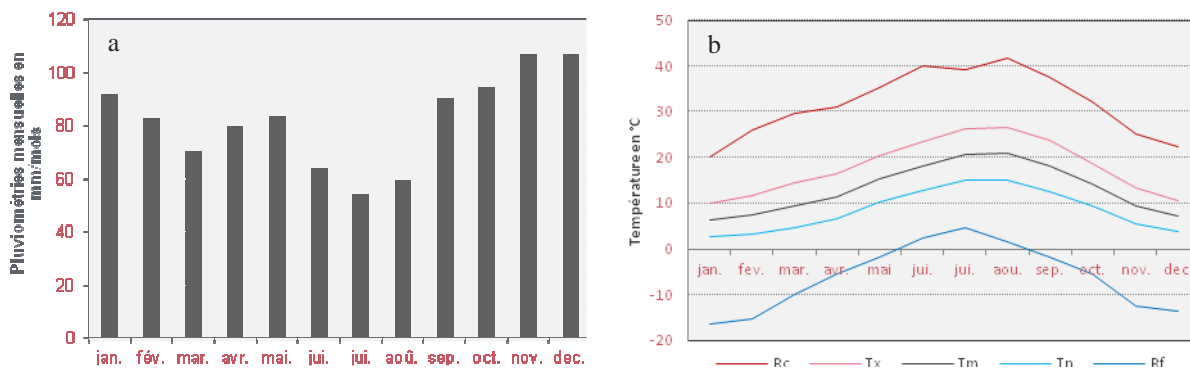 a
Pluviométries mensuelles en
mm/mois
120
100
80
60
40
20
0
jan. fév. mar. avr. mai. jui. jui. aoû. sep. oct. nov. dec.
b
Température en °C
50
40
30
20
10
0
-10
-20
jan. fev. mar. avr. mai jui. jui. aou. sep. oct. nov. dec
Rc Tx Tm Tn Rf